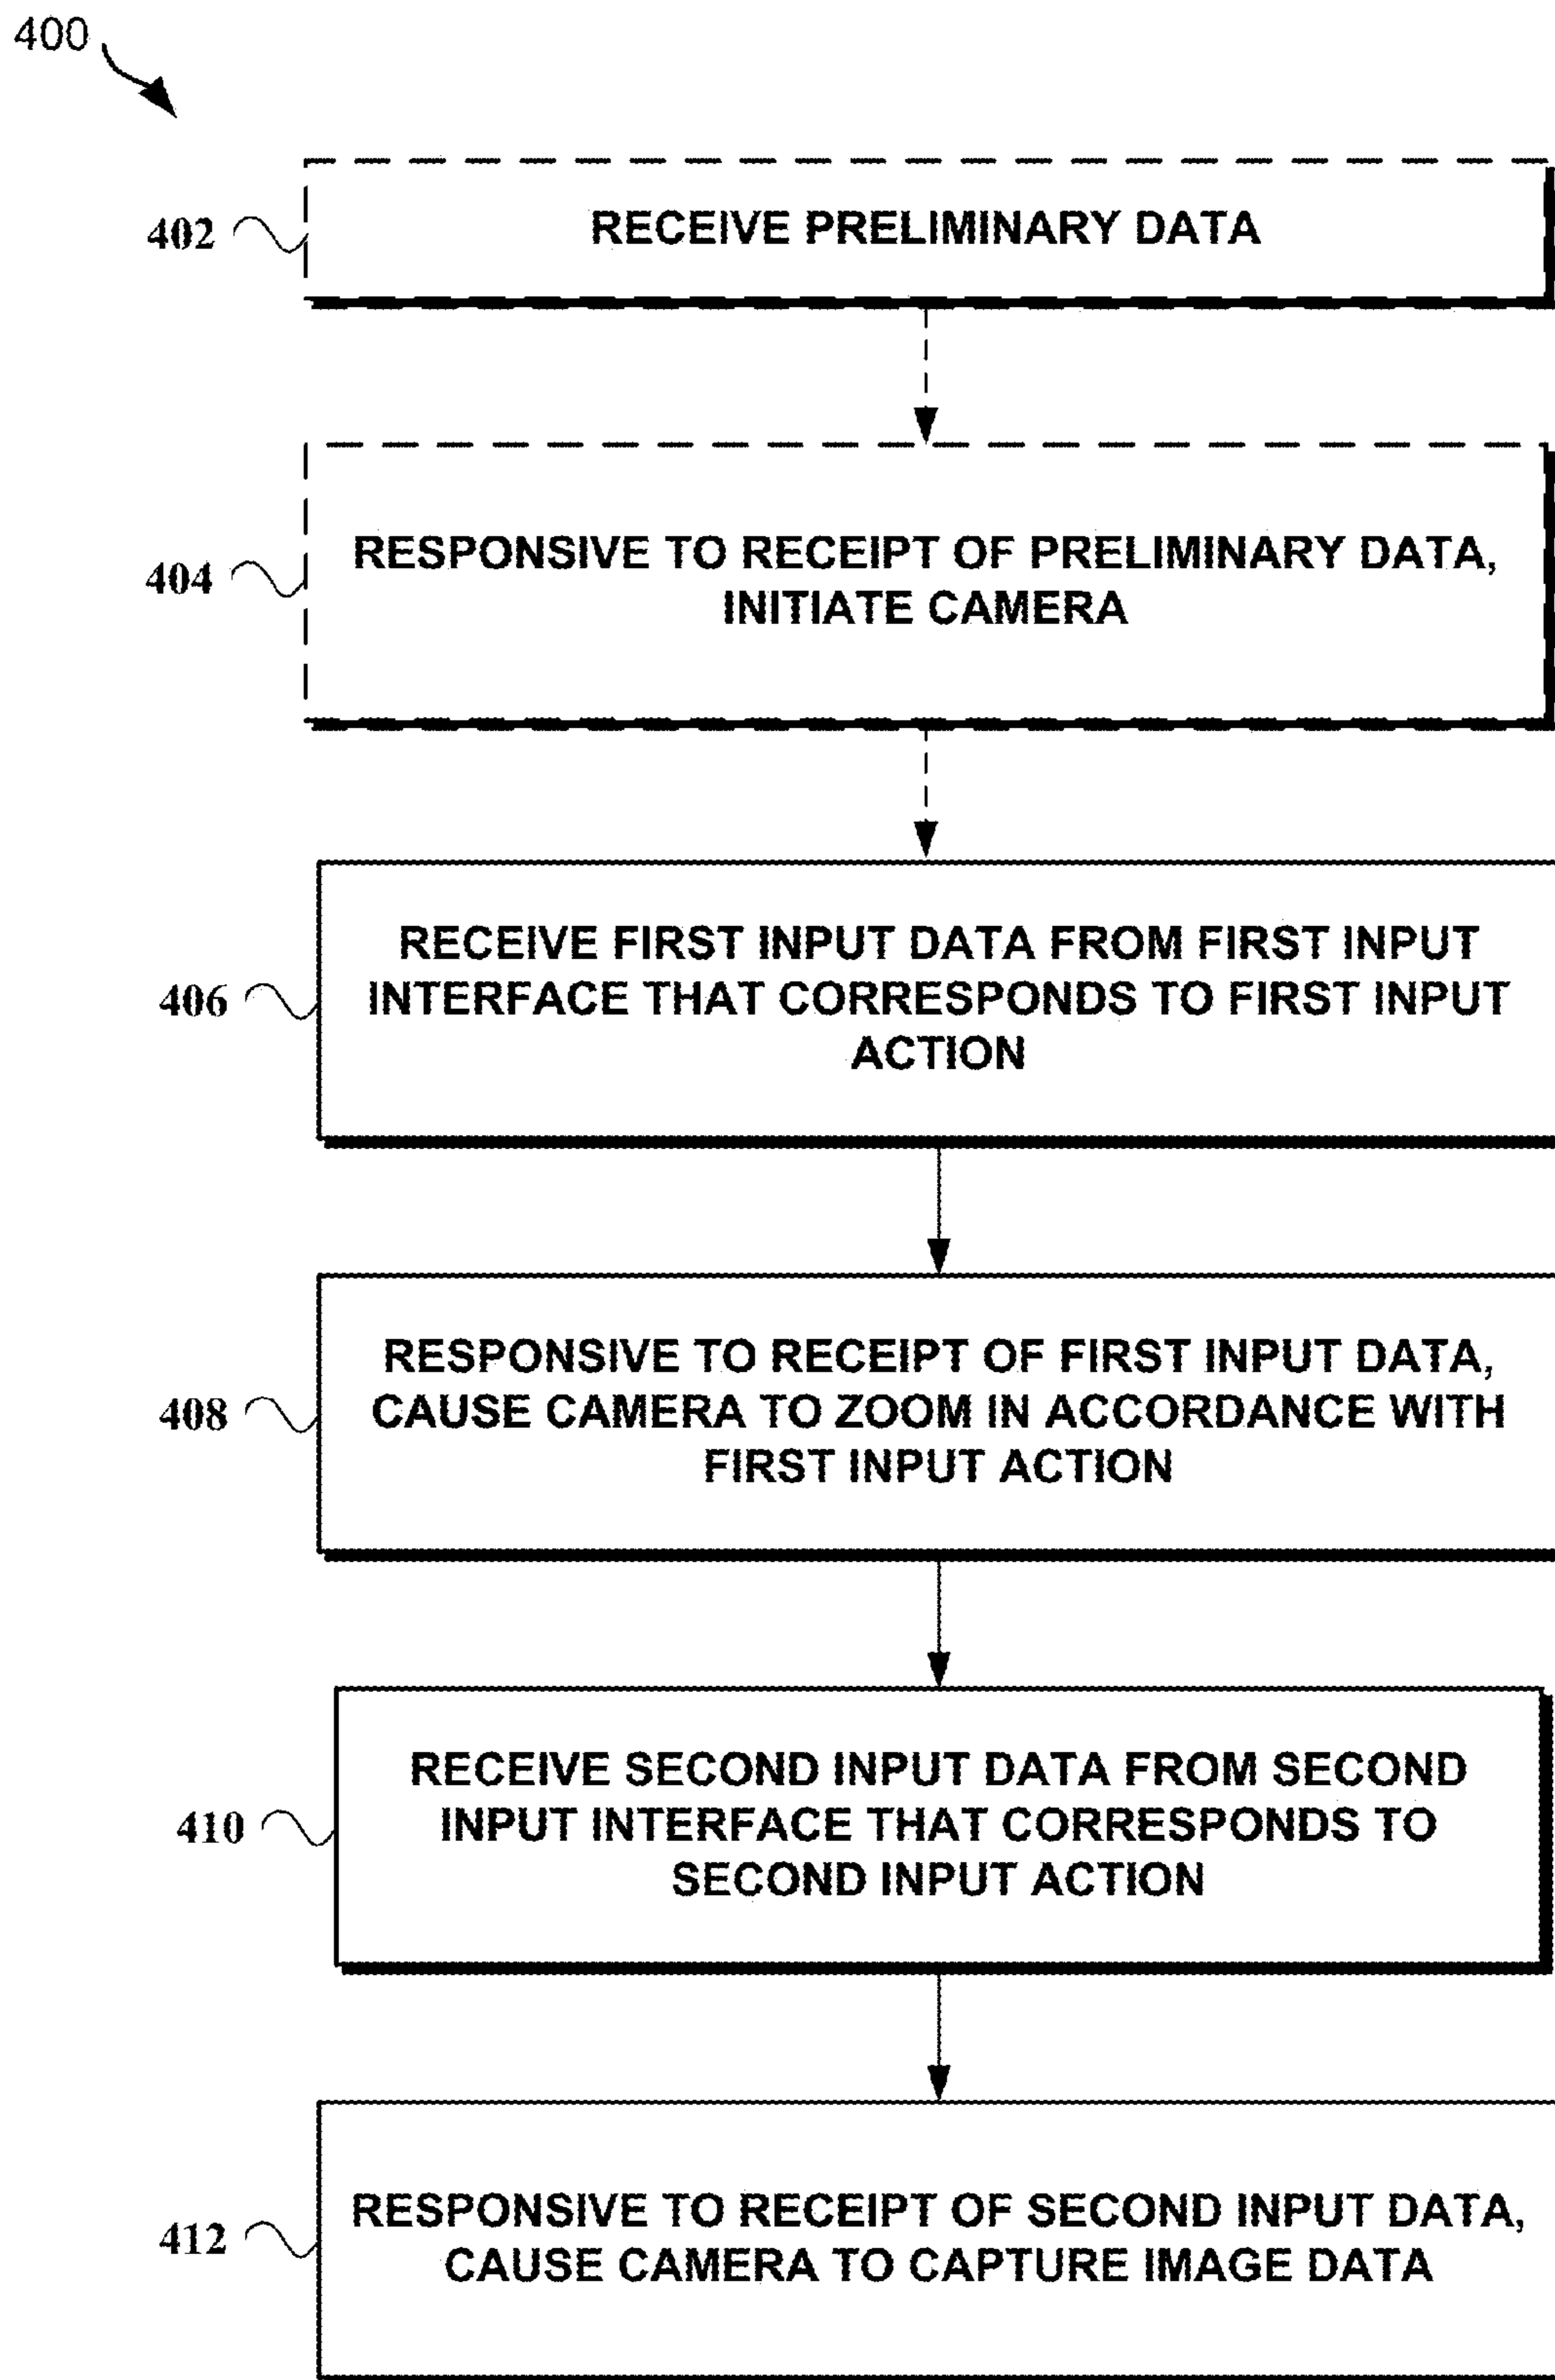 400
402
RECEIVE PRELIMINARY DATA
404
RESPONSIVE TO RECEIPT OF PRELIMINARY DATA,
INITIATE CAMERA
406
RECEIVE FIRST INPUT DATA FROM FIRST INPUT
INTERFACE THAT CORRESPONDS TO FIRST INPUT
ACTION
408
RESPONSIVE TO RECEIPT OF FIRST INPUT DATA,
CAUSE CAMERA TO ZOOM IN ACCORDANCE WITH
FIRST INPUT ACTION
410
RECEIVE SECOND INPUT DATA FROM SECOND
INPUT INTERFACE THAT CORRESPONDS TO
SECOND INPUT ACTION
412
RESPONSIVE TO RECEIPT OF SECOND INPUT DATA,
CAUSE CAMERA TO CAPTURE IMAGE DATA